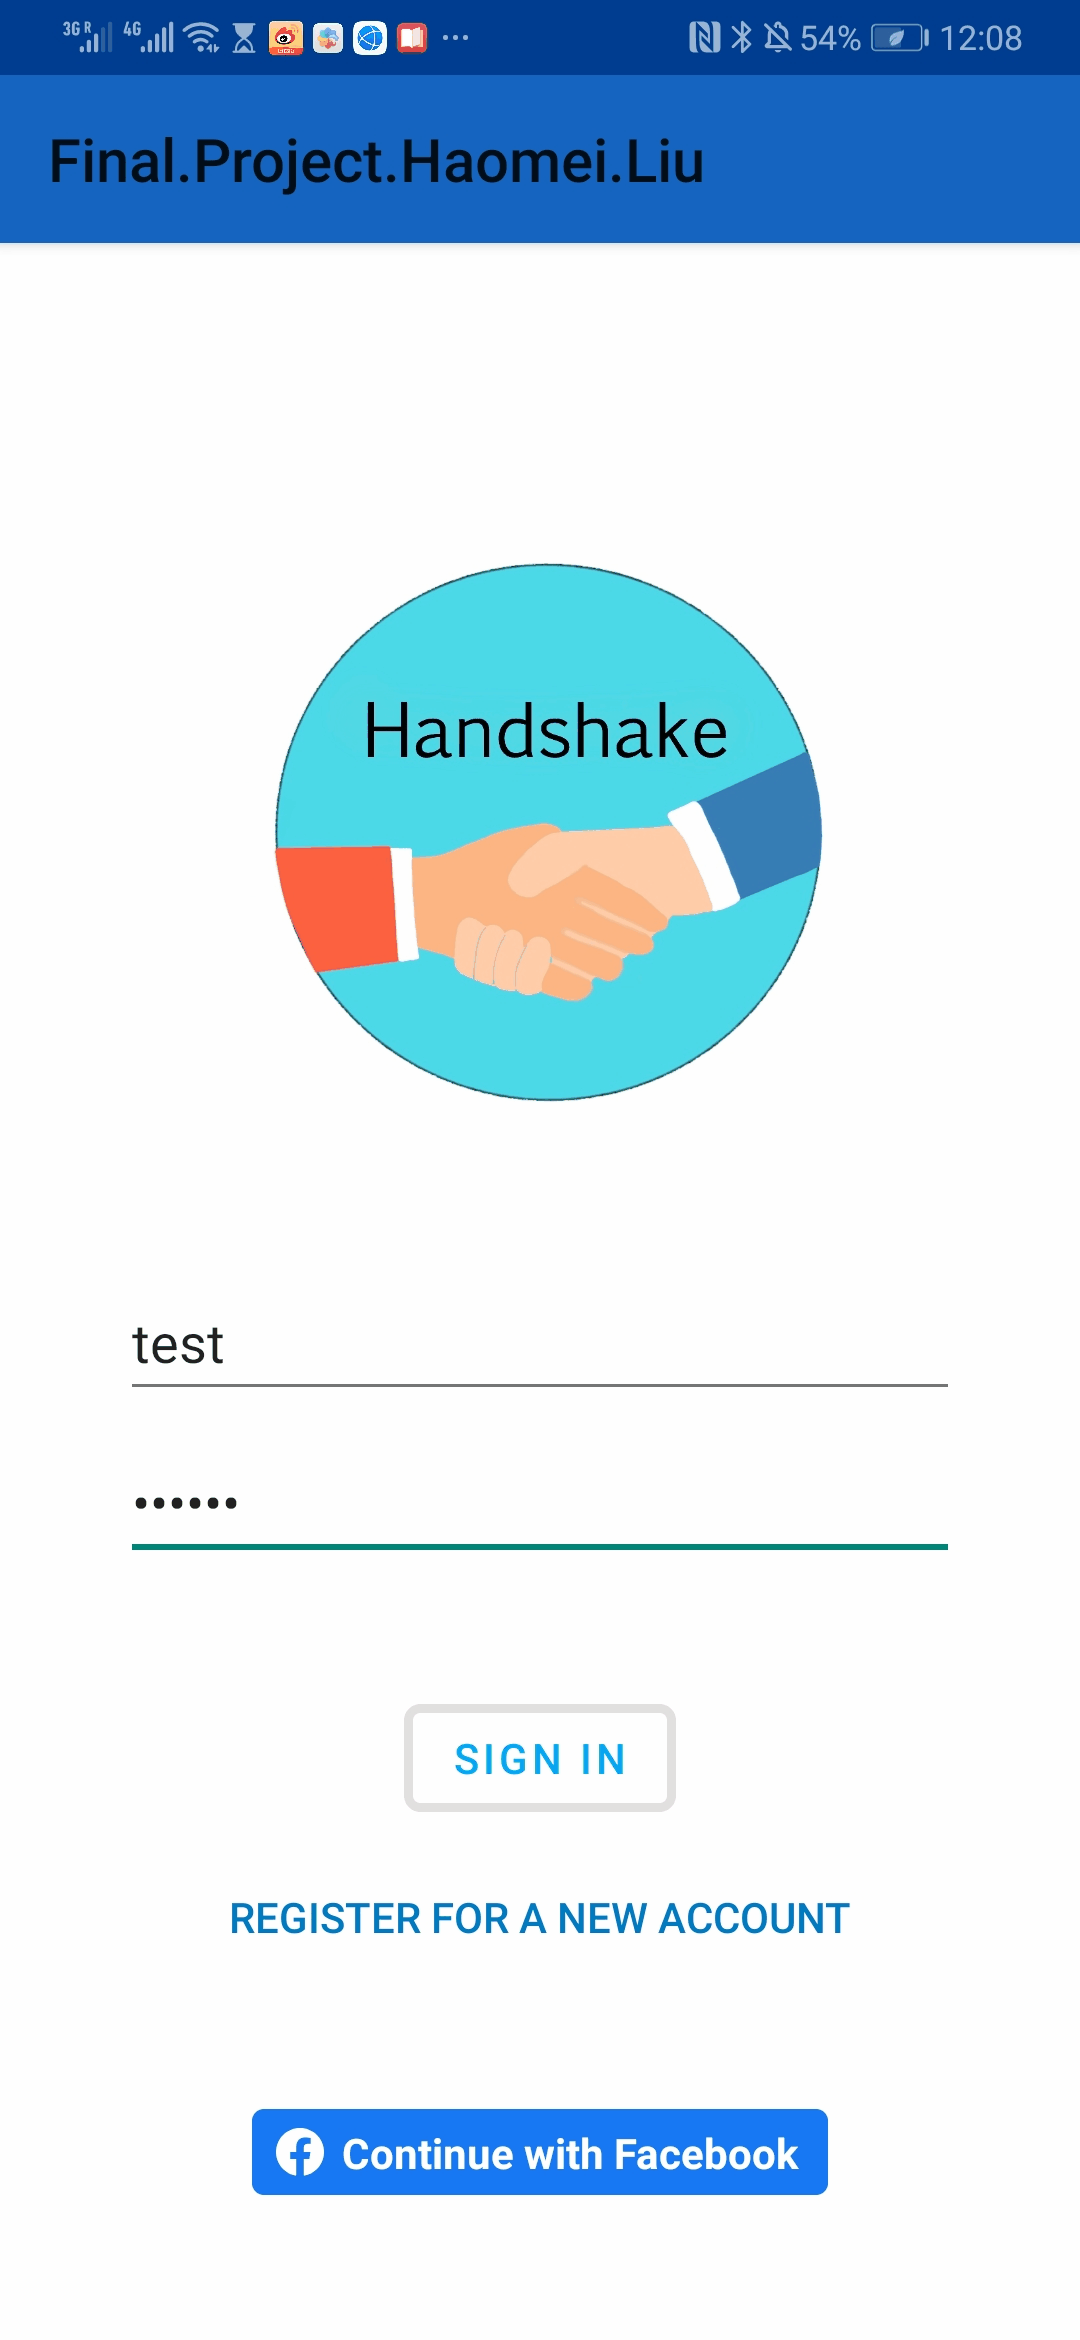 3G R 4G 54% 12:08
Final.Project.Haomei.Liu
Handshake
test
••••••
SIGN IN
REGISTER FOR A NEW ACCOUNT
Continue with Facebook